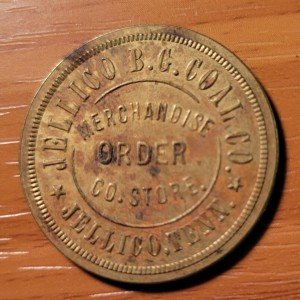 JELLICO B.G. COAL CO.
MERCHANDISE
ORDER
CO. STORE.
JELLICO, TENN.